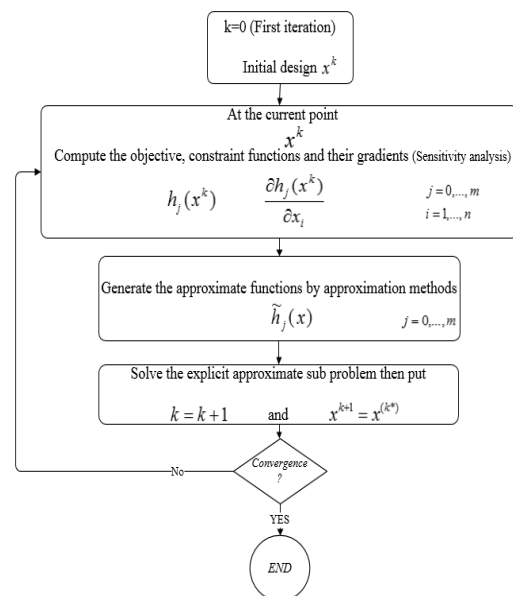 k=0 (First iteration)
Initial design x^k
At the current point
x^k
Compute the objective, constraint functions and their gradients (Sensitivity analysis)
h_j(x^k) ∂h_j(x^k)/∂x_i j=0,...,m
i=1,...,n
Generate the approximate functions by approximation methods
h̃_j(x) j=0,...,m
Solve the explicit approximate sub problem then put
k=k+1 and x^{k+1}=x^{(k*)}
Convergence
?
No
YES
END